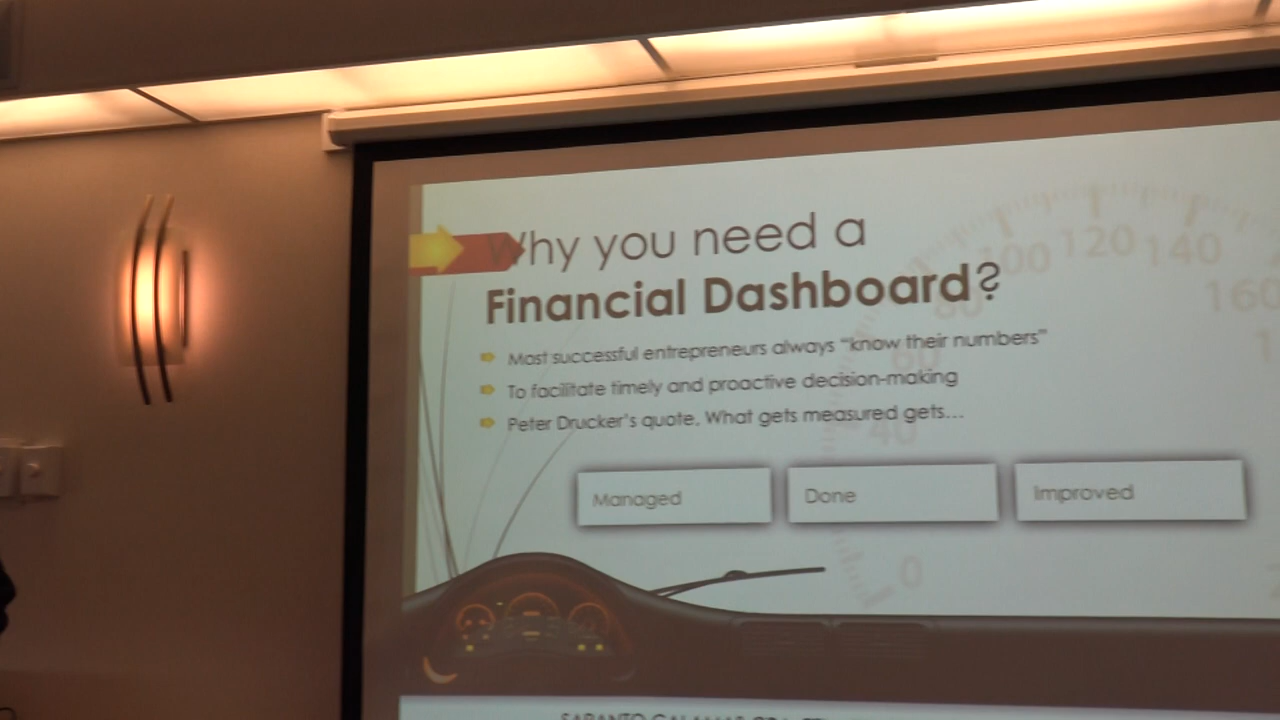 Why you need a
Financial Dashboard?
Most successful entrepreneurs always “know their numbers”
To facilitate timely and proactive decision-making
Peter Drucker's quote, What gets measured gets...
Managed
Done
Improved
120
140
160
80
60
40
0